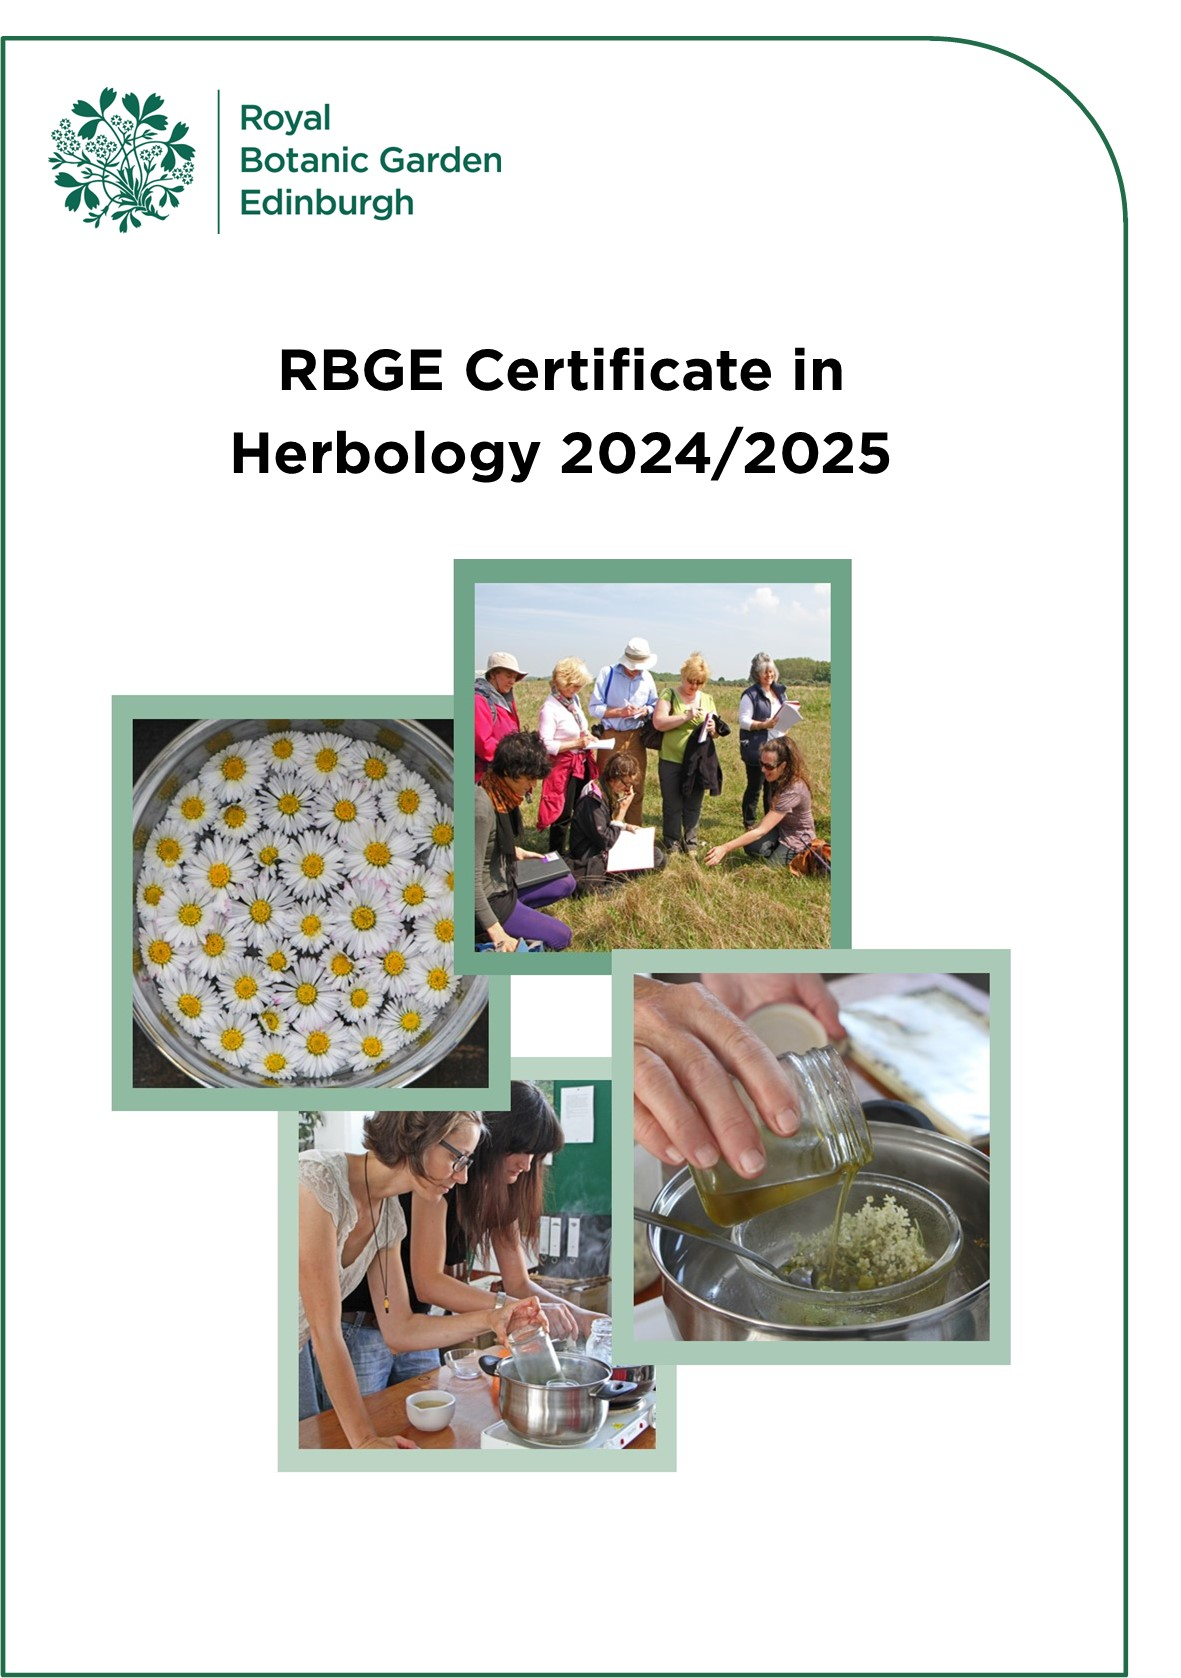 Royal
Botanic Garden
Edinburgh
RBGE Certificate in
Herbology 2024/2025